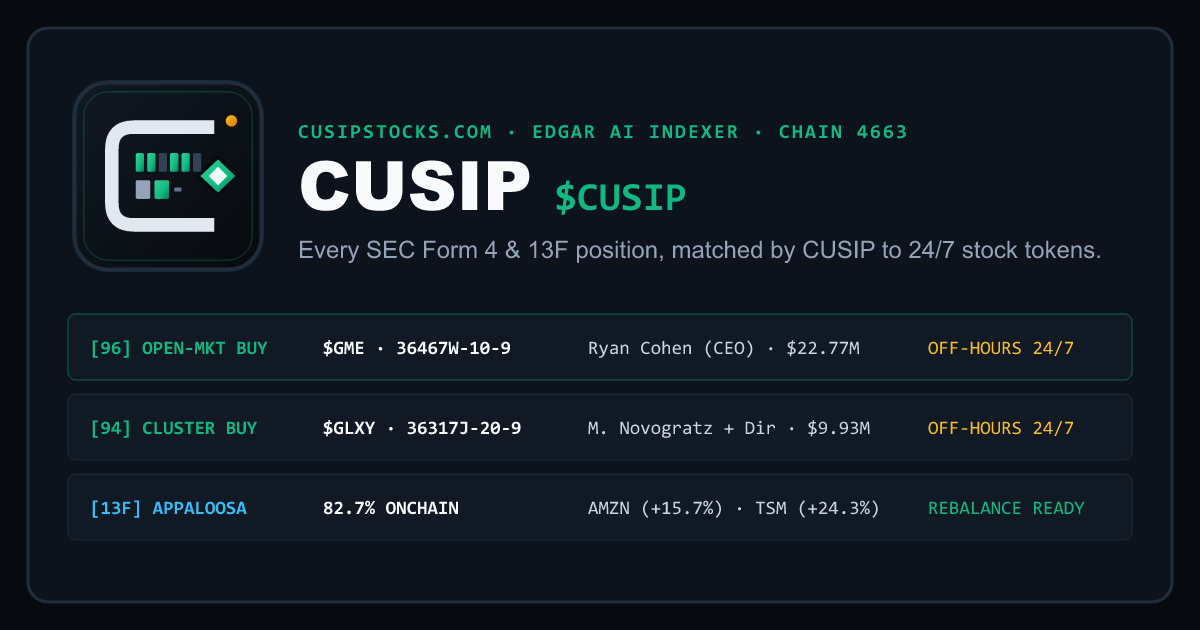 CUSIPSTOCKS.COM · EDGAR AI INDEXER · CHAIN 4663
CUSIP $CUSIP
Every SEC Form 4 & 13F position, matched by CUSIP to 24/7 stock tokens.
[96] OPEN-MKT BUY $GME · 36467W-10-9 Ryan Cohen (CEO) · $22.77M OFF-HOURS 24/7
[94] CLUSTER BUY $GLXY · 36317J-20-9 M. Novogratz + Dir · $9.93M OFF-HOURS 24/7
[13F] APPALOOSA 82.7% ONCHAIN AMZN (+15.7%) · TSM (+24.3%) REBALANCE READY